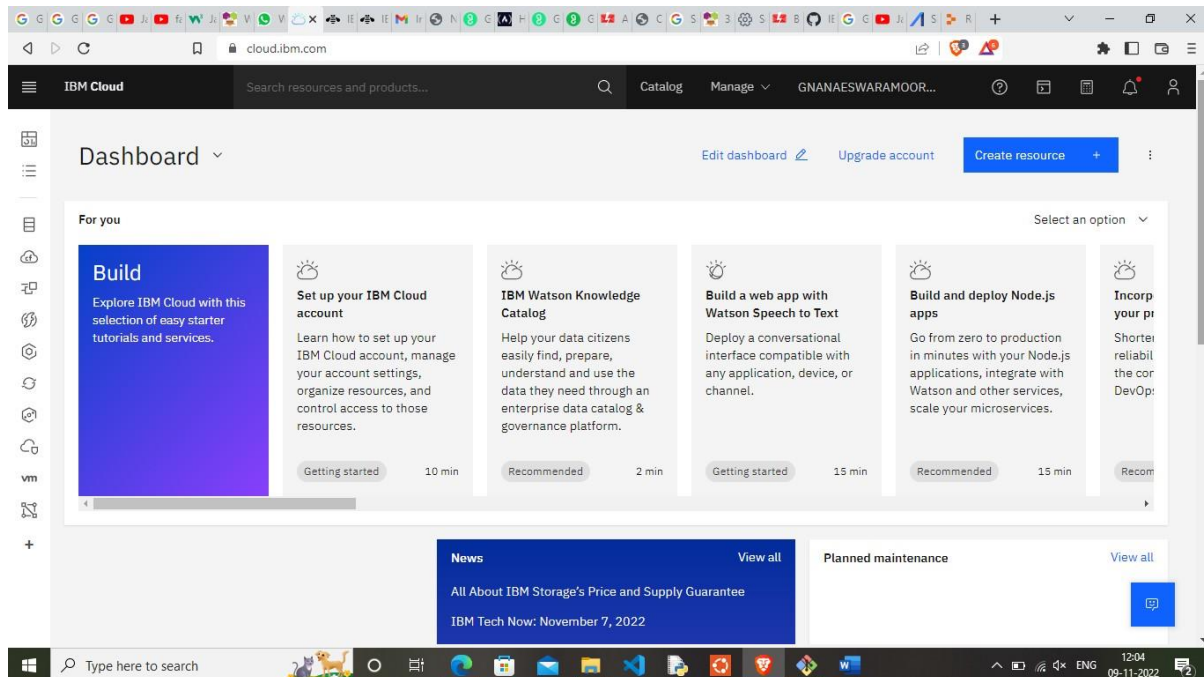 cloud.ibm.com
IBM Cloud
Search resources and products...
Catalog
Manage
GNANAESWARAMOOR...
Dashboard
Edit dashboard
Upgrade account
Create resource +
For you
Select an option
Build
Explore IBM Cloud with this
selection of easy starter
tutorials and services.
Set up your IBM Cloud
account
Learn how to set up your
IBM Cloud account, manage
your account settings,
organize resources, and
control access to those
resources.
Getting started
10 min
IBM Watson Knowledge
Catalog
Help your data citizens
easily find, prepare,
understand and use the
data they need through an
enterprise data catalog &
governance platform.
Recommended
2 min
Build a web app with
Watson Speech to Text
Deploy a conversational
interface compatible with
any application, device, or
channel.
Getting started
15 min
Build and deploy Node.js
apps
Go from zero to production
in minutes with your Node.js
applications, integrate with
Watson and other services,
scale your microservices.
Recommended
15 min
Incorp
your pr
Shorte
reliabil
the cor
DevOp
Recom
vm
News
View all
All About IBM Storage's Price and Supply Guarantee
IBM Tech Now: November 7, 2022
Planned maintenance
View all
Type here to search
ENG
12:04
09-11-2022